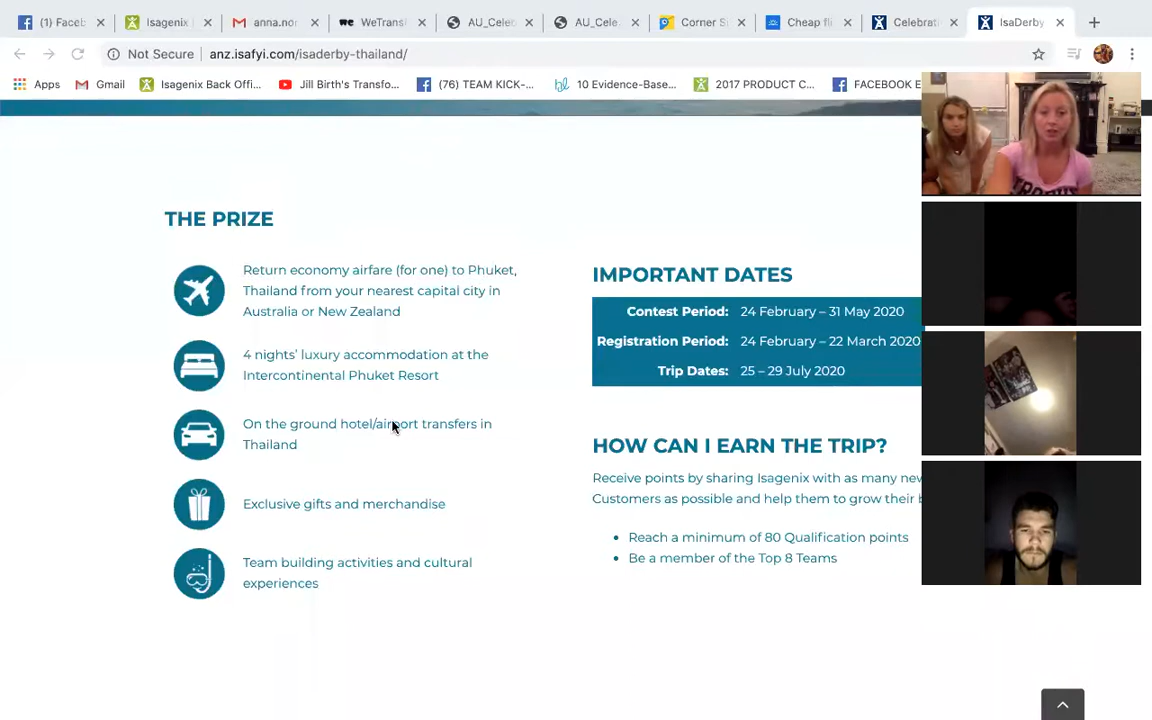 (1) Faceb
Isagenix
anna.nor
WeTrans
AU_Celeb
AU_Cele
Corner S
Cheap fli
Celebrati
IsaDerby
Not Secure
anz.isafyi.com/isaderby-thailand/
Apps
Gmail
Isagenix Back Offi...
Jill Birth's Transfo...
(76) TEAM KICK-...
10 Evidence-Base...
2017 PRODUCT C...
FACEBOOK E
THE PRIZE
Return economy airfare (for one) to Phuket,
Thailand from your nearest capital city in
Australia or New Zealand
4 nights' luxury accommodation at the
Intercontinental Phuket Resort
On the ground hotel/airport transfers in
Thailand
Exclusive gifts and merchandise
Team building activities and cultural
experiences
IMPORTANT DATES
Contest Period: 24 February – 31 May 2020
Registration Period: 24 February – 22 March 2020
Trip Dates: 25 – 29 July 2020
HOW CAN I EARN THE TRIP?
Receive points by sharing Isagenix with as many new
Customers as possible and help them to grow their
Reach a minimum of 80 Qualification points
Be a member of the Top 8 Teams